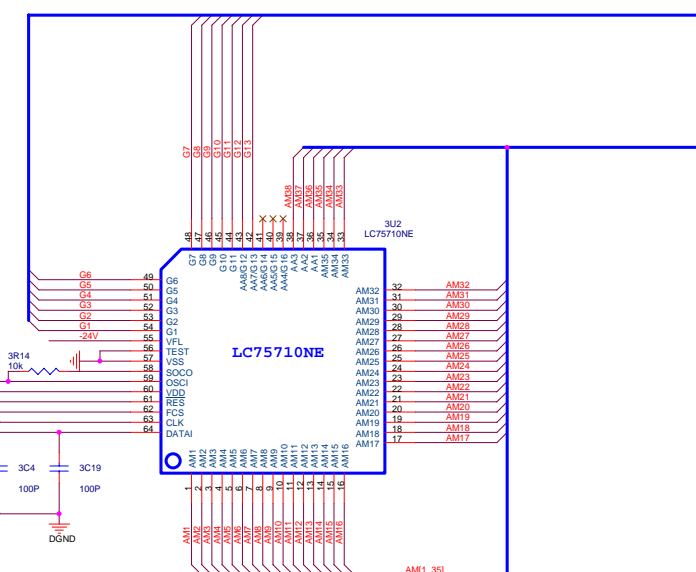 G7 G8 G9 G10 G11 G12 G13
AM38 AM37 AM36 AM35 AM34 AM33
3U2
LC75710NE
48 47 46 45 44 43 42 41 40 39 38 37 36 35 34 33
G7 G8 G9 G10 G11 AA8/G12 AA7/G13 AA6/G14 AA5/G15 AA4/G16 AA3 AA2 AA1 AM35 AM34 AM33
G6 49 G6
G5 50 G5
G4 51 G4
G3 52 G3
G2 53 G2
G1 54 G1
-24V 55 VFL
56 TEST
57 VSS
58 SOCO
59 OSCI
60 VDD
61 RES
62 FCS
63 CLK
64 DATAI
3R14
10k
LC75710NE
AM32 32 AM32
AM31 31 AM31
AM30 30 AM30
AM29 29 AM29
AM28 28 AM28
AM27 27 AM27
AM26 26 AM26
AM25 25 AM25
AM24 24 AM24
AM23 23 AM23
AM22 22 AM22
AM21 21 AM21
AM20 20 AM20
AM19 19 AM19
AM18 18 AM18
AM17 17 AM17
AM1 AM2 AM3 AM4 AM5 AM6 AM7 AM8 AM9 AM10 AM11 AM12 AM13 AM14 AM15 AM16
1 2 3 4 5 6 7 8 9 10 11 12 13 14 15 16
AM1 AM2 AM3 AM4 AM5 AM6 AM7 AM8 AM9 AM10 AM11 AM12 AM13 AM14 AM15 AM16
3C4
100P
3C19
100P
DGND